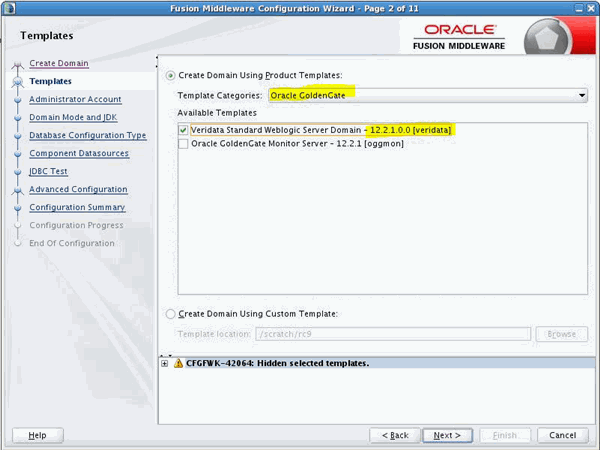 Fusion Middleware Configuration Wizard - Page 2 of 11
Templates
ORACLE
FUSION MIDDLEWARE
Create Domain
Templates
Administrator Account
Domain Mode and JDK
Database Configuration Type
Component Datasources
JDBC Test
Advanced Configuration
Configuration Summary
Configuration Progress
End Of Configuration
Create Domain Using Product Templates:
Template Categories: Oracle GoldenGate
Available Templates
Veridata Standard Weblogic Server Domain - 12.2.1.0.0 [veridata]
Oracle GoldenGate Monitor Server - 12.2.1 [oggmon]
Create Domain Using Custom Template:
Template location: /scratch/rc9 Browse
CFGFWK-42064: Hidden selected templates.
Help < Back Next > Finish Cancel